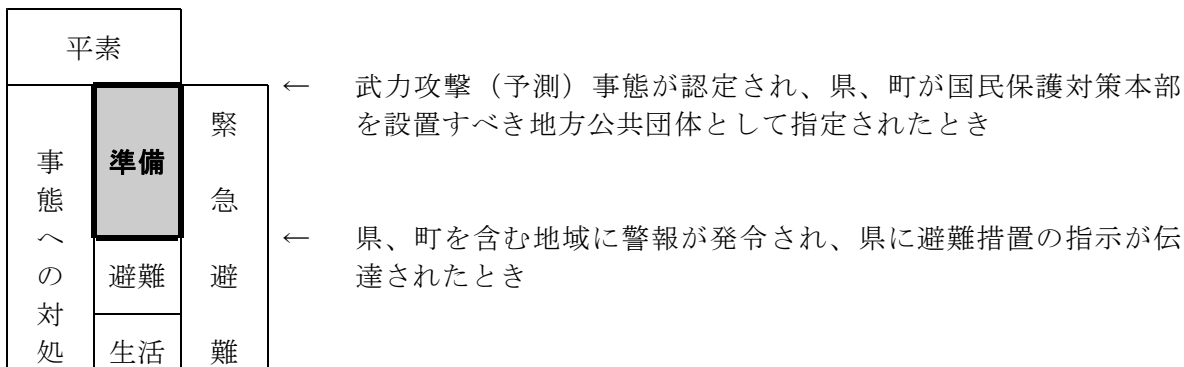 平素
← 武力攻撃（予測）事態が認定され、県、町が国民保護対策本部
を設置すべき地方公共団体として指定されたとき
事態への対処
準備
緊急避難
← 県、町を含む地域に警報が発令され、県に避難措置の指示が伝
達されたとき
避難
生活